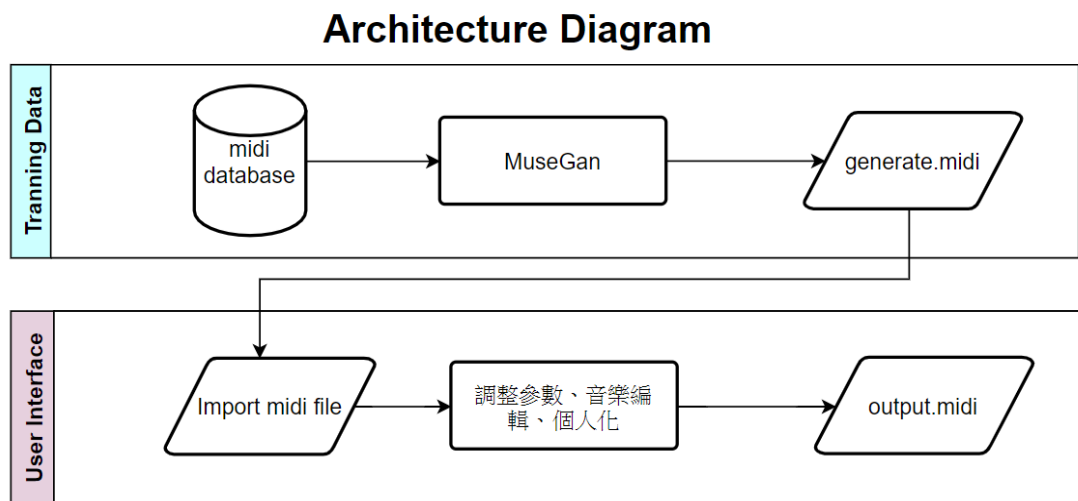 Architecture Diagram
Tranning Data
midi
database
MuseGan
generate.midi
User Interface
Import midi file
調整參數、音樂編
輯、個人化
output.midi